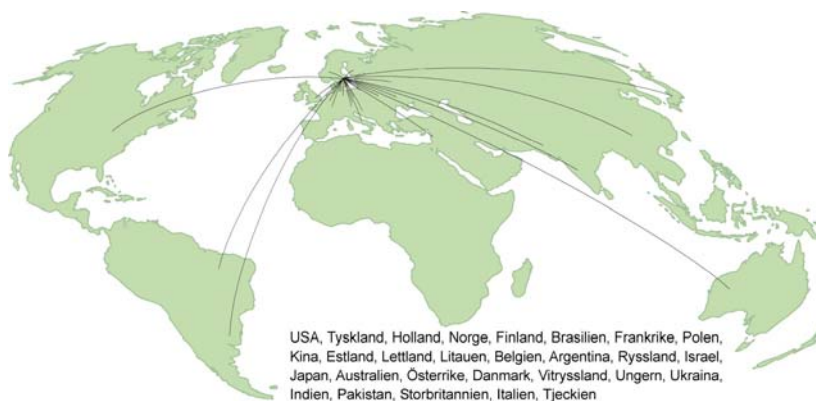 USA, Tyskland, Holland, Norge, Finland, Brasilien, Frankrike, Polen,
Kina, Estland, Lettland, Litauen, Belgien, Argentina, Ryssland, Israel,
Japan, Australien, Österrike, Danmark, Vitryssland, Ungern, Ukraina,
Indien, Pakistan, Storbritannien, Italien, Tjeckien